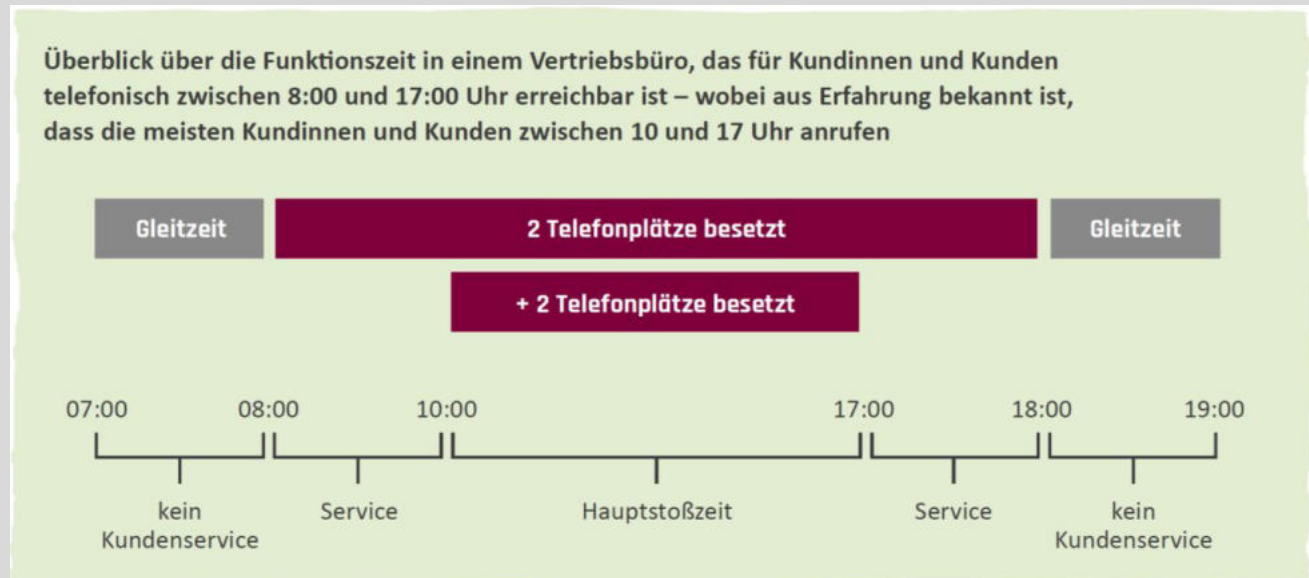 Überblick über die Funktionszeit in einem Vertriebsbüro, das für Kundinnen und Kunden
telefonisch zwischen 8:00 und 17:00 Uhr erreichbar ist – wobei aus Erfahrung bekannt ist,
dass die meisten Kundinnen und Kunden zwischen 10 und 17 Uhr anrufen
Gleitzeit
2 Telefonplätze besetzt
Gleitzeit
+ 2 Telefonplätze besetzt
07:00
08:00
10:00
17:00
18:00
19:00
kein
Kundenservice
Service
Hauptstoßzeit
Service
kein
Kundenservice